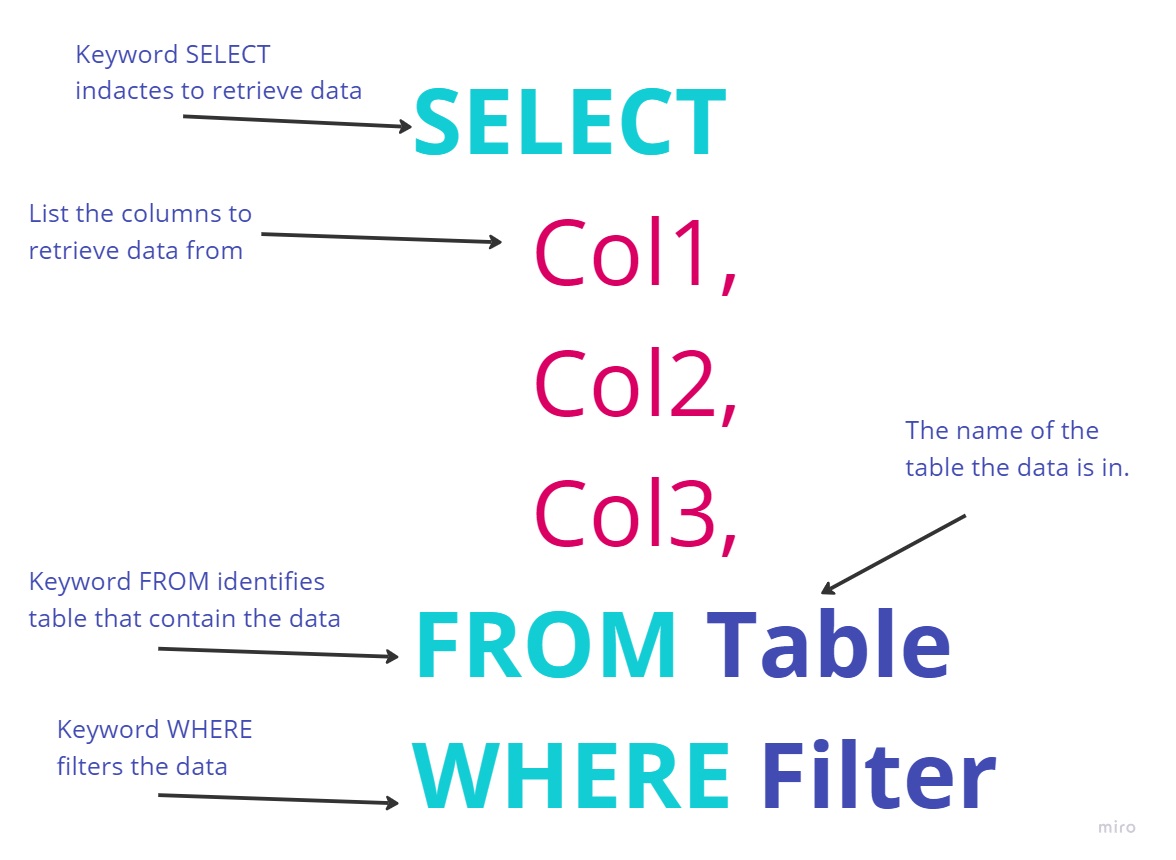 Keyword SELECT
indactes to retrieve data
SELECT
List the columns to
retrieve data from
Col1,
Col2,
The name of the
table the data is in.
Col3,
Keyword FROM identifies
table that contain the data
FROM Table
Keyword WHERE
filters the data
WHERE Filter
miro